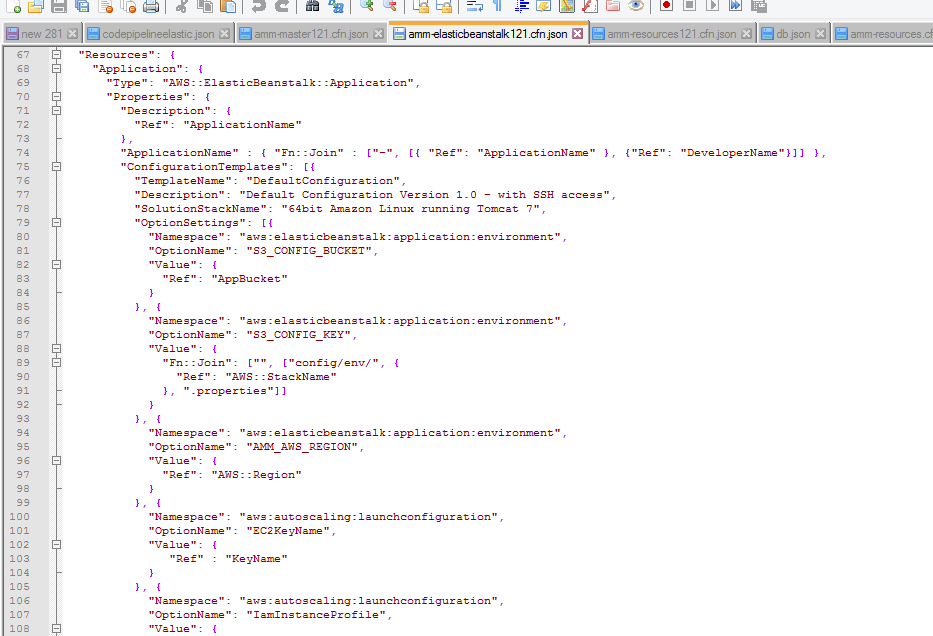 new 281
codepipelineelastic.json
amm-master121.cfn.json
amm-elasticbeanstalk121.cfn.json
amm-resources121.cfn.json
db.json
amm-resources.cf
67 "Resources": {
68 "Application": {
69 "Type": "AWS::ElasticBeanstalk::Application",
70 "Properties": {
71 "Description": {
72 "Ref": "ApplicationName"
73 },
74 "ApplicationName" : { "Fn::Join" : ["-", [{ "Ref": "ApplicationName" }, {"Ref": "DeveloperName"}]] },
75 "ConfigurationTemplates": [{
76 "TemplateName": "DefaultConfiguration",
77 "Description": "Default Configuration Version 1.0 - with SSH access",
78 "SolutionStackName": "64bit Amazon Linux running Tomcat 7",
79 "OptionSettings": [{
80 "Namespace": "aws:elasticbeanstalk:application:environment",
81 "OptionName": "S3_CONFIG_BUCKET",
82 "Value": {
83 "Ref": "AppBucket"
84 }
85 }, {
86 "Namespace": "aws:elasticbeanstalk:application:environment",
87 "OptionName": "S3_CONFIG_KEY",
88 "Value": {
89 "Fn::Join": ["", ["config/env/", {
90 "Ref": "AWS::StackName"
91 }, ".properties"]]
92 }
93 }, {
94 "Namespace": "aws:elasticbeanstalk:application:environment",
95 "OptionName": "AMM_AWS_REGION",
96 "Value": {
97 "Ref": "AWS::Region"
98 }
99 }, {
100 "Namespace": "aws:autoscaling:launchconfiguration",
101 "OptionName": "EC2KeyName",
102 "Value": {
103 "Ref" : "KeyName"
104 }
105 }, {
106 "Namespace": "aws:autoscaling:launchconfiguration",
107 "OptionName": "IamInstanceProfile",
108 "Value": {